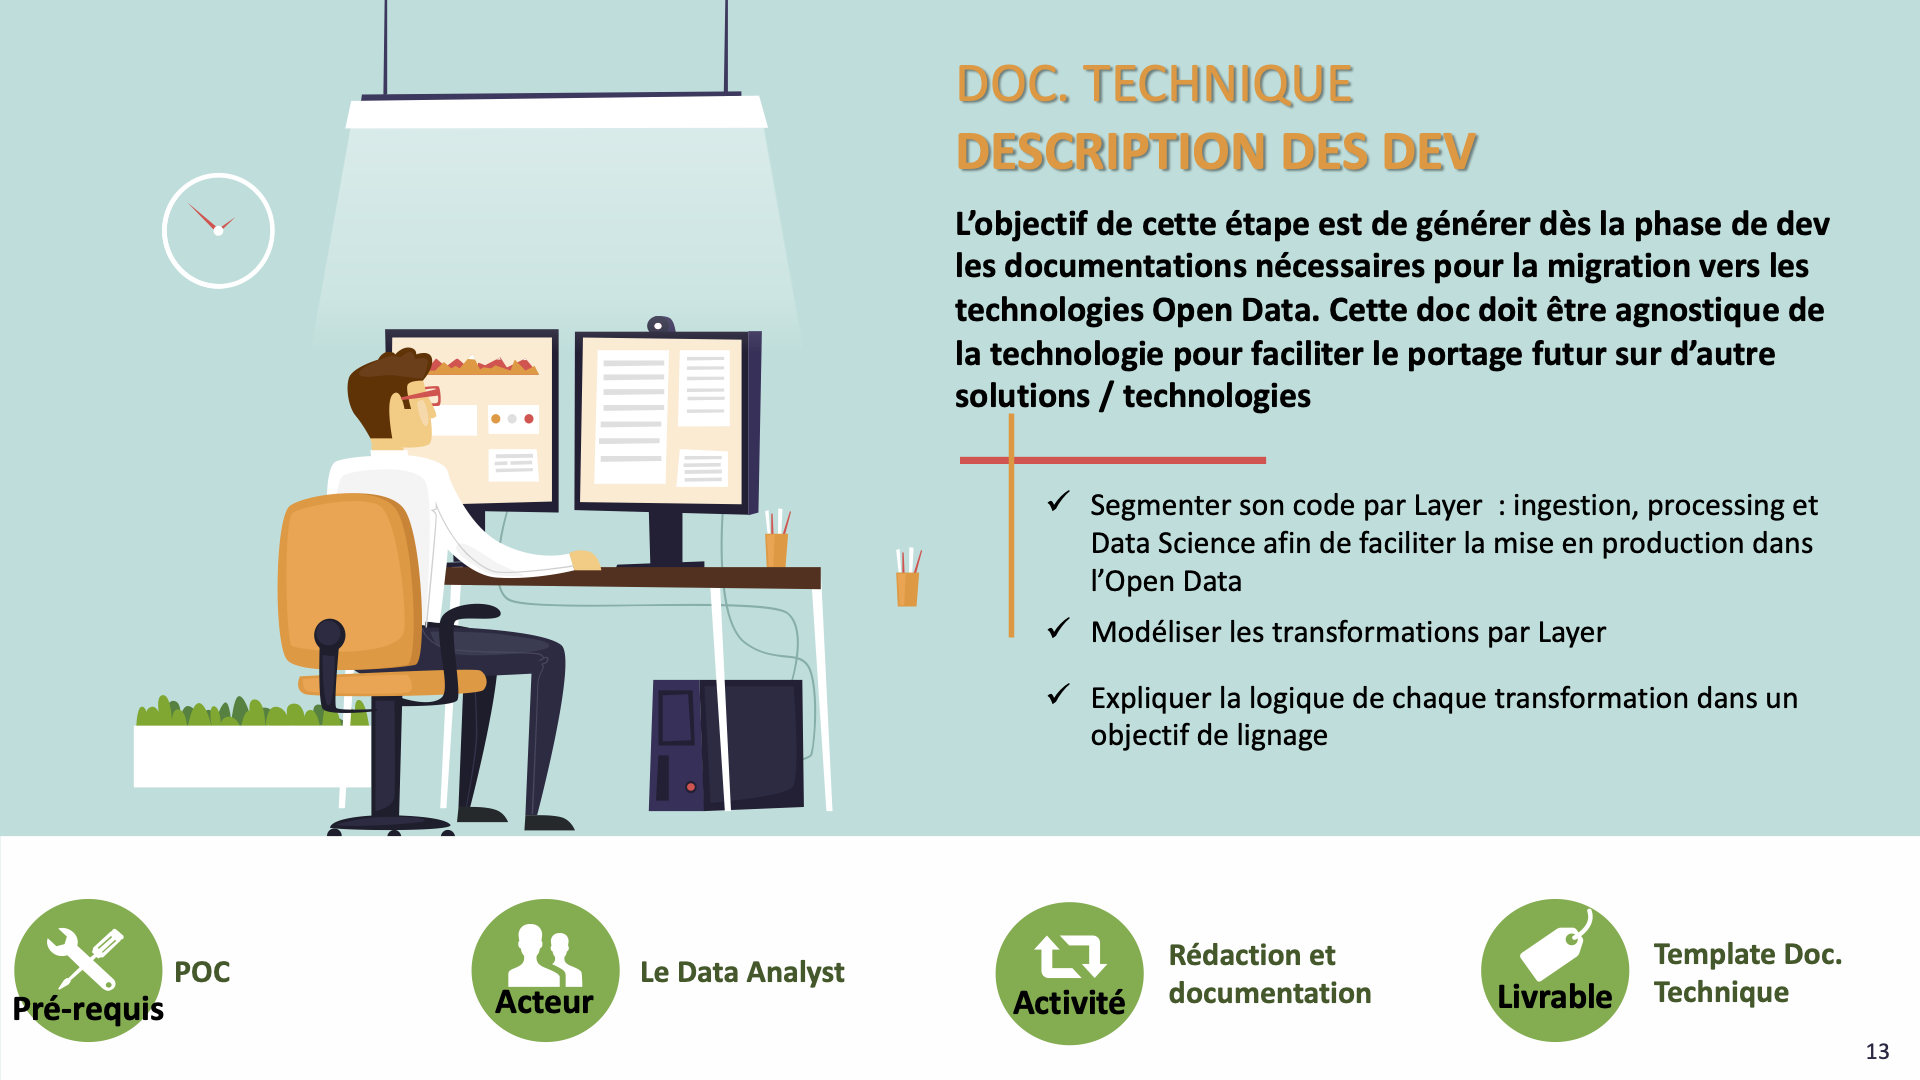 DOC. TECHNIQUE
DESCRIPTION DES DEV
L’objectif de cette étape est de générer dès la phase de dev
les documentations nécessaires pour la migration vers les
technologies Open Data. Cette doc doit être agnostique de
la technologie pour faciliter le portage futur sur d’autre
solutions / technologies
✓ Segmenter son code par Layer : ingestion, processing et
Data Science afin de faciliter la mise en production dans
l’Open Data
✓ Modéliser les transformations par Layer
✓ Expliquer la logique de chaque transformation dans un
objectif de lignage
Pré-requis
POC
Acteur
Le Data Analyst
Activité
Rédaction et
documentation
Livrable
Template Doc.
Technique
13